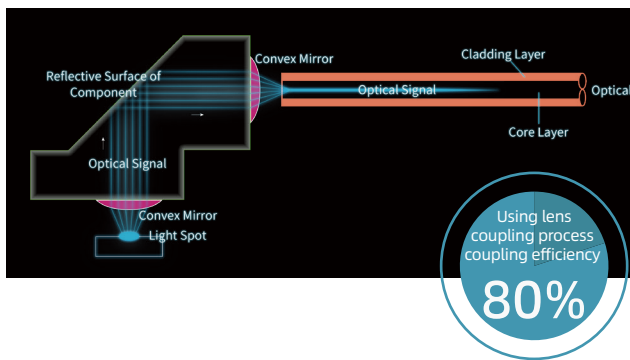 Convex Mirror
Cladding Layer
Reflective Surface of
Component
Optical Signal
Optical
Core Layer
Optical Signal
Convex Mirror
Light Spot
Using lens
coupling process
coupling efficiency
80%